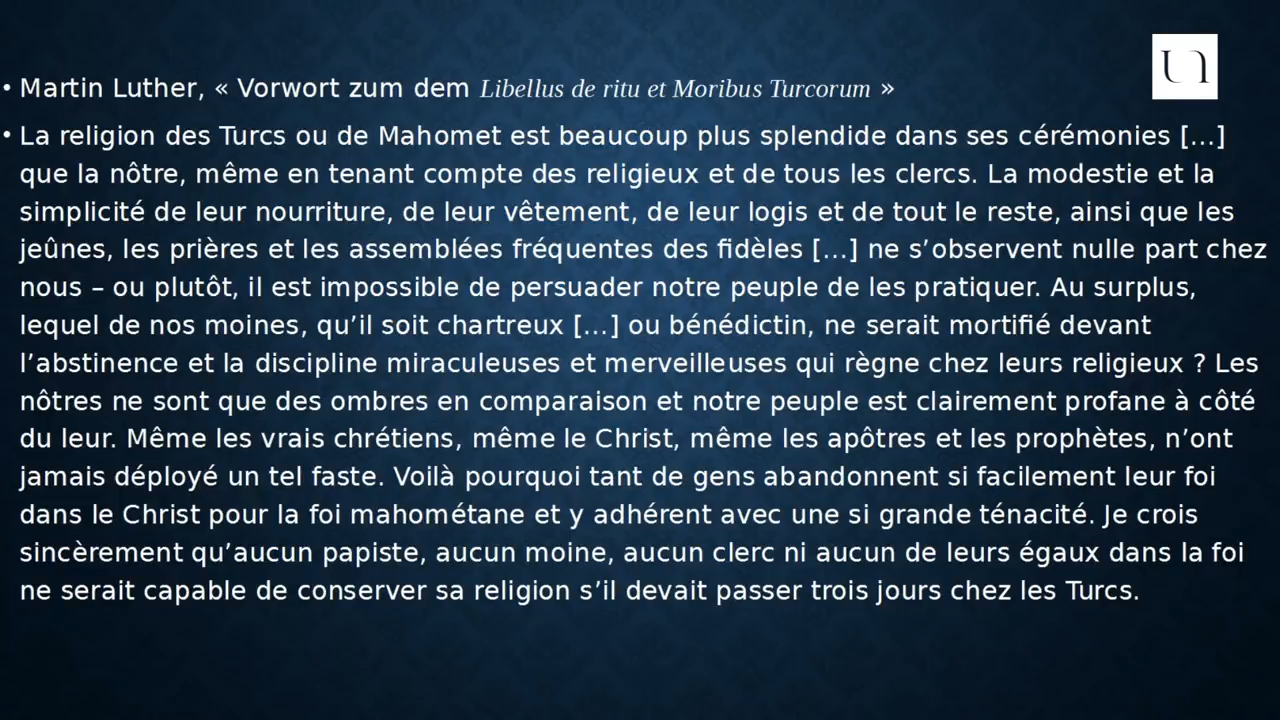 • Martin Luther, « Vorwort zum dem Libellus de ritu et Moribus Turcorum »
• La religion des Turcs ou de Mahomet est beaucoup plus splendide dans ses cérémonies […]
que la nôtre, même en tenant compte des religieux et de tous les clercs. La modestie et la
simplicité de leur nourriture, de leur vêtement, de leur logis et de tout le reste, ainsi que les
jeûnes, les prières et les assemblées fréquentes des fidèles […] ne s’observent nulle part chez
nous – ou plutôt, il est impossible de persuader notre peuple de les pratiquer. Au surplus,
lequel de nos moines, qu’il soit chartreux […] ou bénédictin, ne serait mortifié devant
l’abstinence et la discipline miraculeuses et merveilleuses qui règne chez leurs religieux ? Les
nôtres ne sont que des ombres en comparaison et notre peuple est clairement profane à côté
du leur. Même les vrais chrétiens, même le Christ, même les apôtres et les prophètes, n’ont
jamais déployé un tel faste. Voilà pourquoi tant de gens abandonnent si facilement leur foi
dans le Christ pour la foi mahométane et y adhérent avec une si grande ténacité. Je crois
sincèrement qu’aucun papiste, aucun moine, aucun clerc ni aucun de leurs égaux dans la foi
ne serait capable de conserver sa religion s’il devait passer trois jours chez les Turcs.